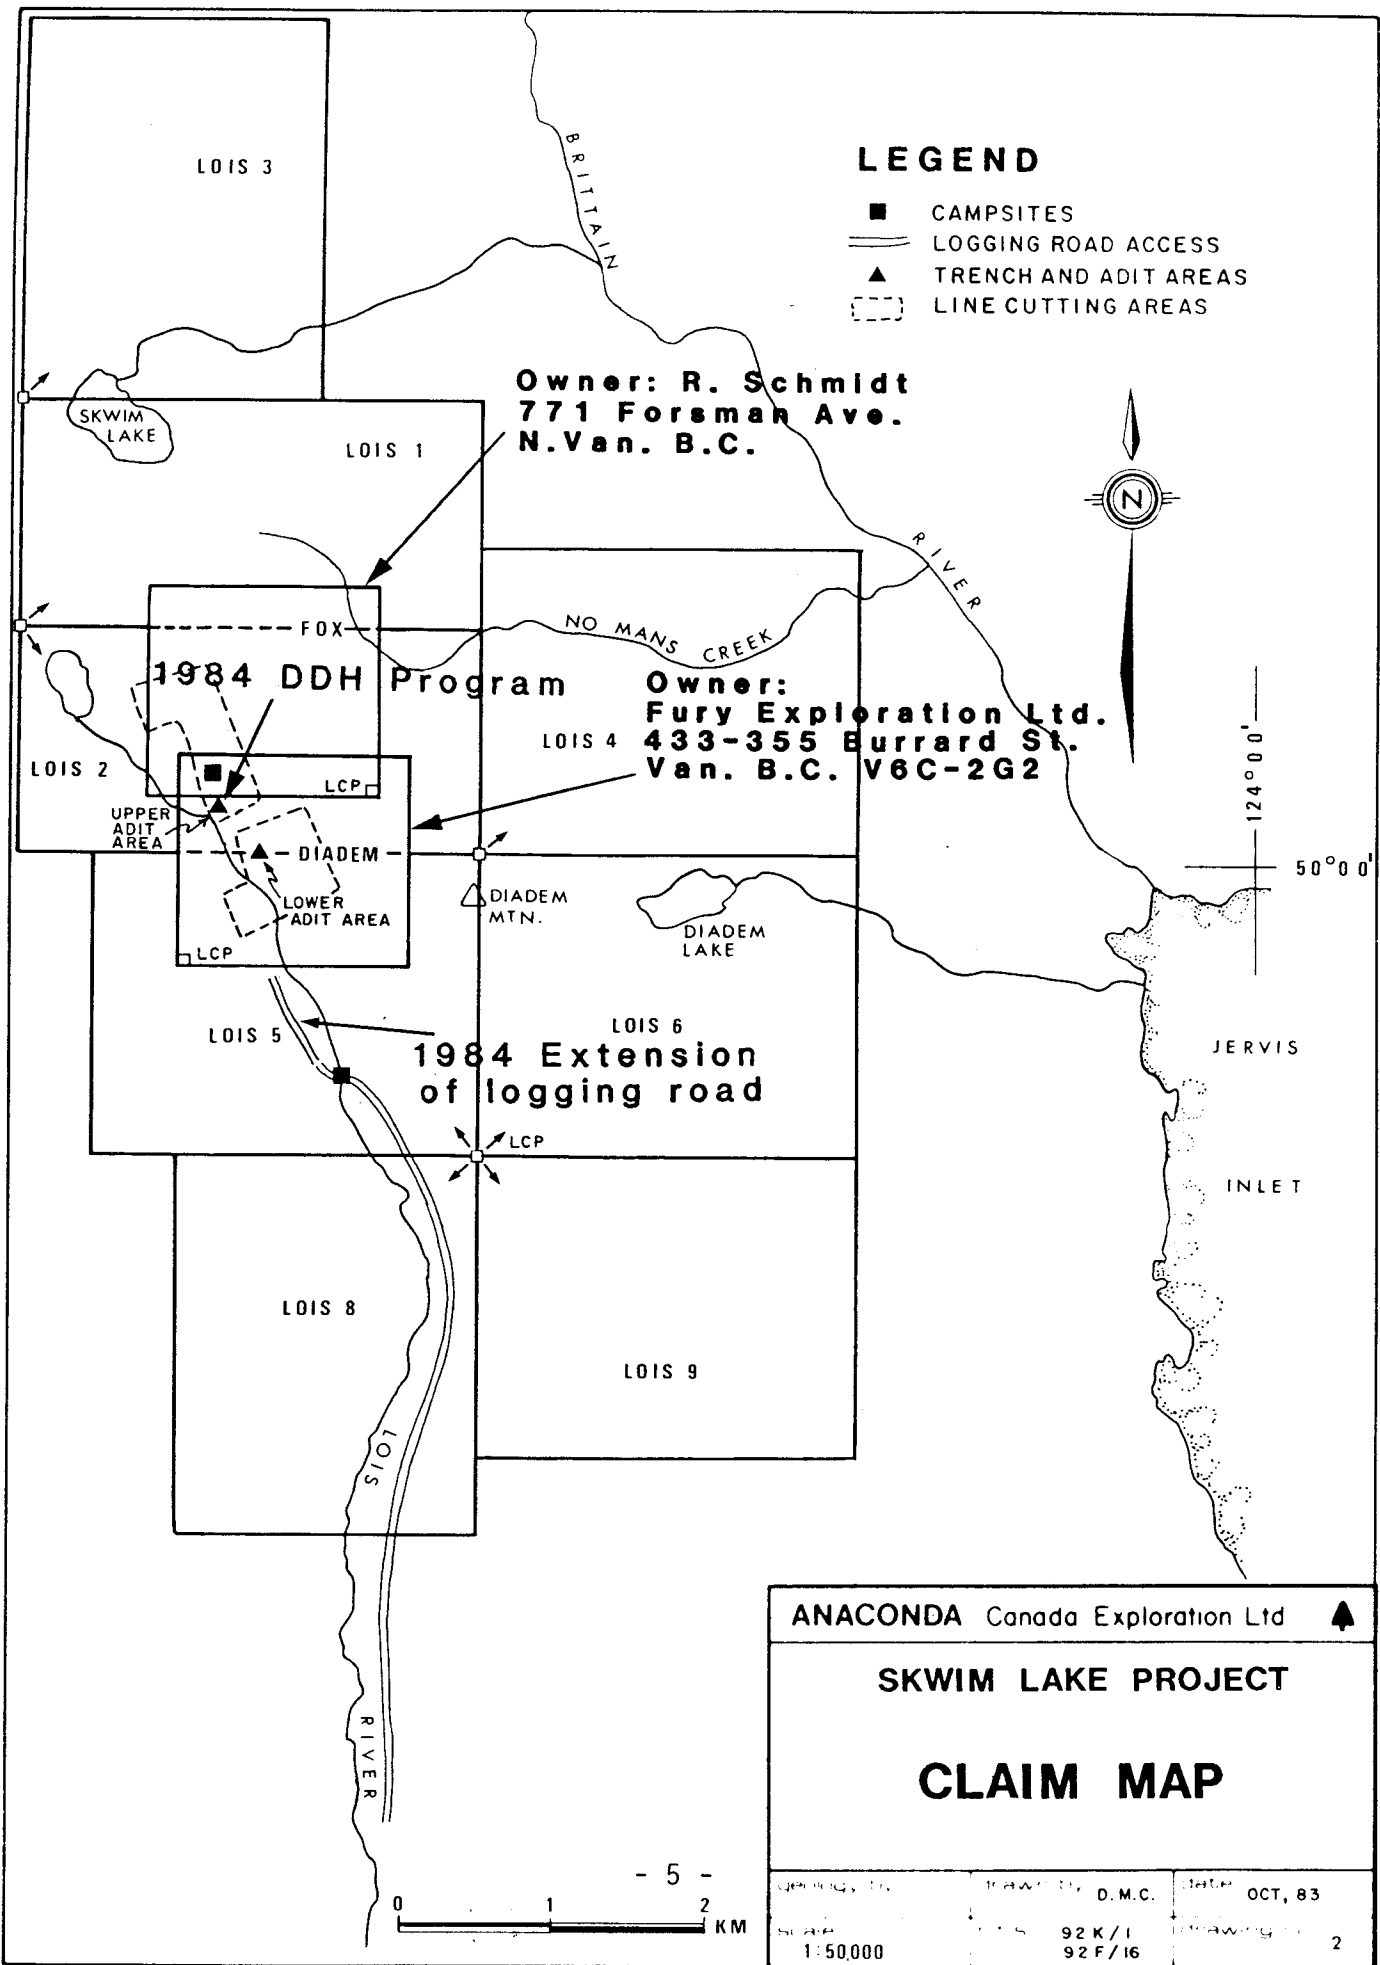 LOIS 3
BRITTAIN
LEGEND
CAMPSITES
LOGGING ROAD ACCESS
TRENCH AND ADIT AREAS
LINE CUTTING AREAS
Owner: R. Schmidt
771 Forsman Ave.
N.Van. B.C.
SKWIM
LAKE
LOIS 1
N
RIVER
FOX
NO MANS CREEK
1984 DDH Program
Owner:
Fury Exploration Ltd.
433-355 Burrard St.
Van. B.C. V6C-2G2
LOIS 4
LOIS 2
LCP
UPPER
ADIT
AREA
DIADEM
124°00'
50°00'
LOWER
ADIT AREA
DIADEM
MTN.
DIADEM
LAKE
LCP
LOIS 5
LOIS 6
1984 Extension
of logging road
JERVIS
INLET
LCP
LOIS 8
LOIS 9
LOIS
RIVER
ANACONDA Canada Exploration Ltd
SKWIM LAKE PROJECT
CLAIM MAP
- 5 -
0 1 2
KM
date
D.M.C.
OCT, 83
scale
1:50,000
92 K/1
92 F/16
drawing
2